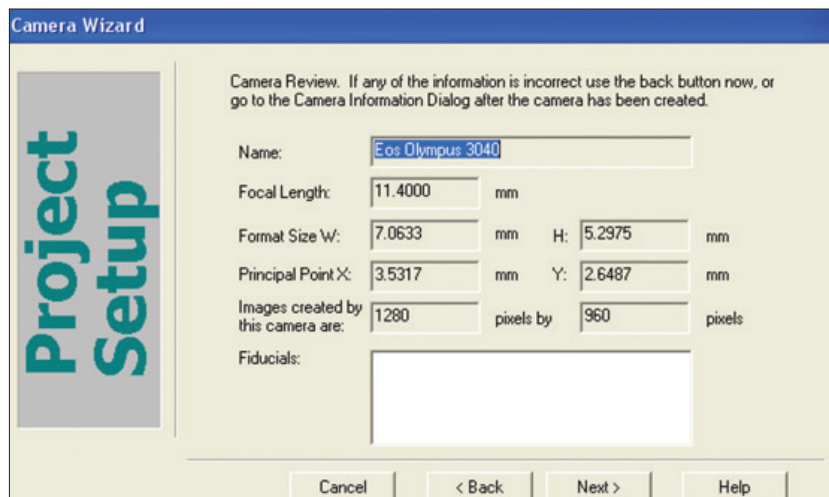 Camera Wizard
Project
Setup
Camera Review. If any of the information is incorrect use the back button now, or
go to the Camera Information Dialog after the camera has been created.
Name: Eos Olympus 3040
Focal Length: 11.4000 mm
Format Size W: 7.0633 mm H: 5.2975 mm
Principal Point X: 3.5317 mm Y: 2.6487 mm
Images created by
this camera are: 1280 pixels by 960 pixels
Fiducials:
Cancel < Back Next > Help